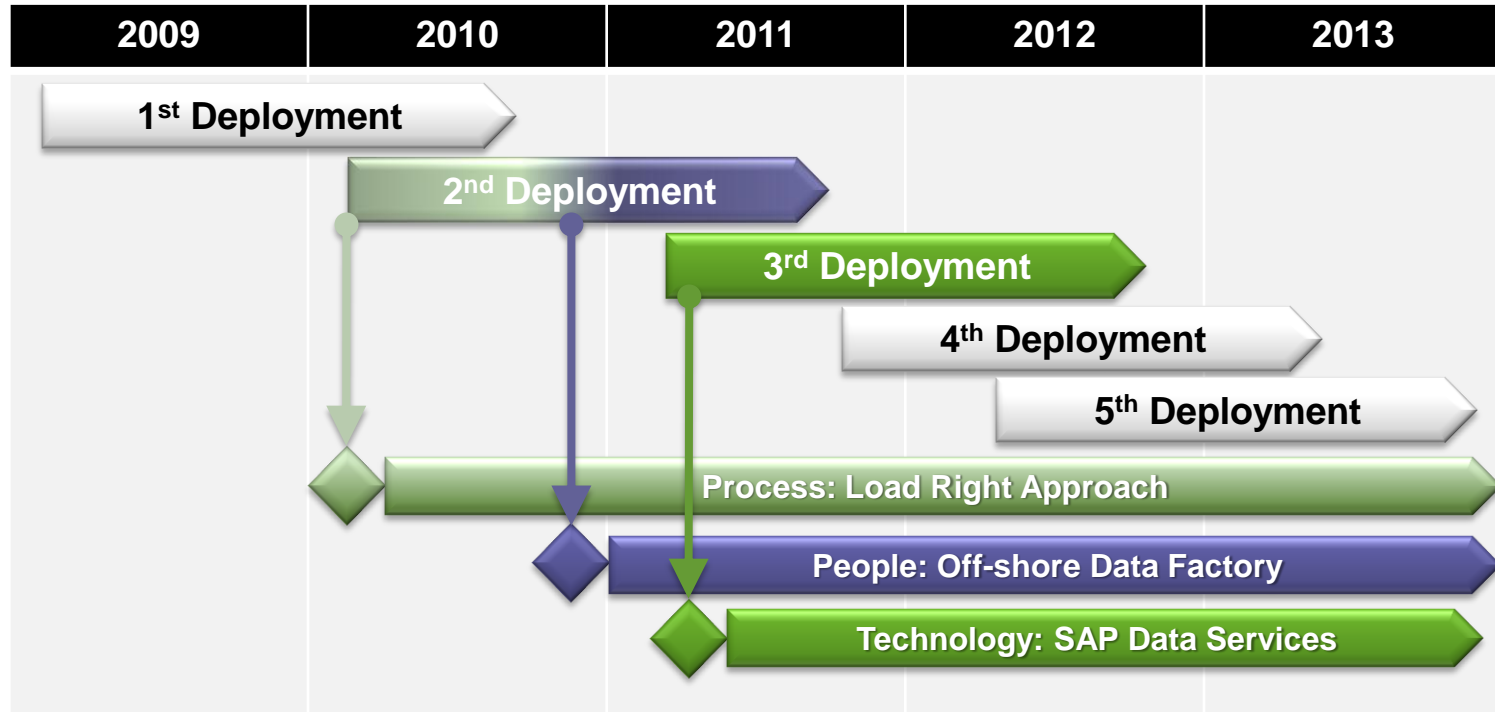 2009 2010 2011 2012 2013
1st Deployment
2nd Deployment
3rd Deployment
4th Deployment
5th Deployment
Process: Load Right Approach
People: Off-shore Data Factory
Technology: SAP Data Services